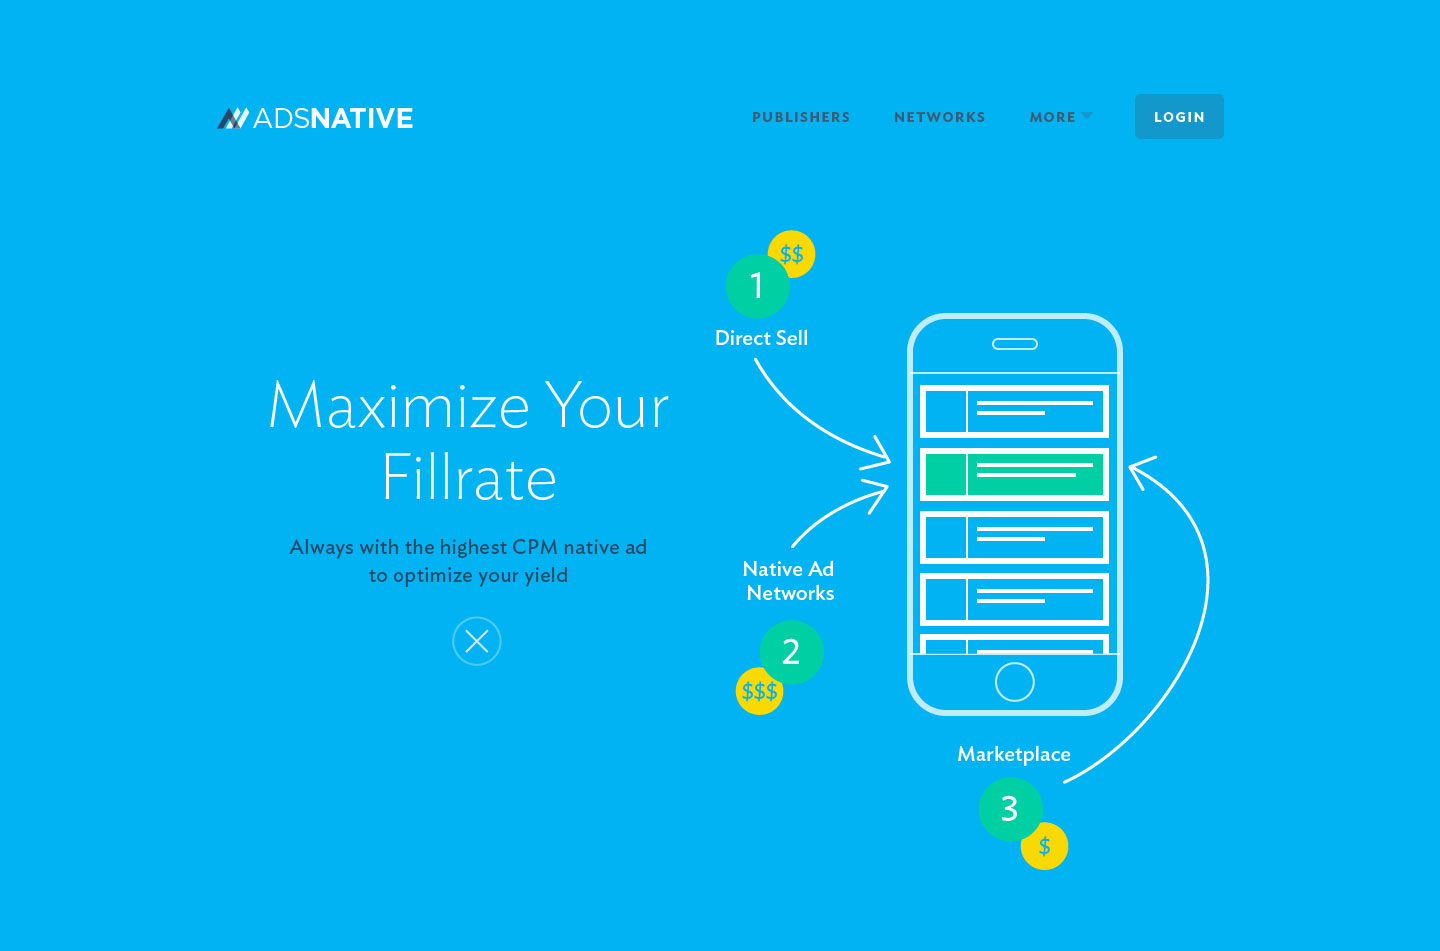 ADSNATIVE
PUBLISHERS
NETWORKS
MORE
LOGIN
Maximize Your
Fillrate
Always with the highest CPM native ad
to optimize your yield
$$
1
Direct Sell
Native Ad
Networks
2
$$$
Marketplace
3
$